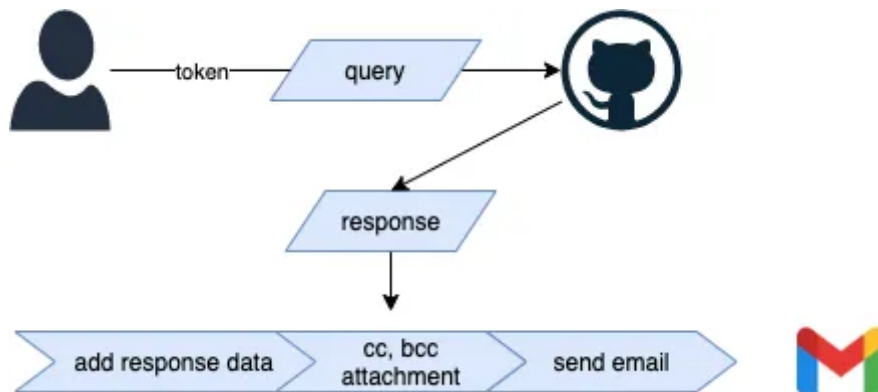 token
query
response
add response data
cc, bcc
attachment
send email